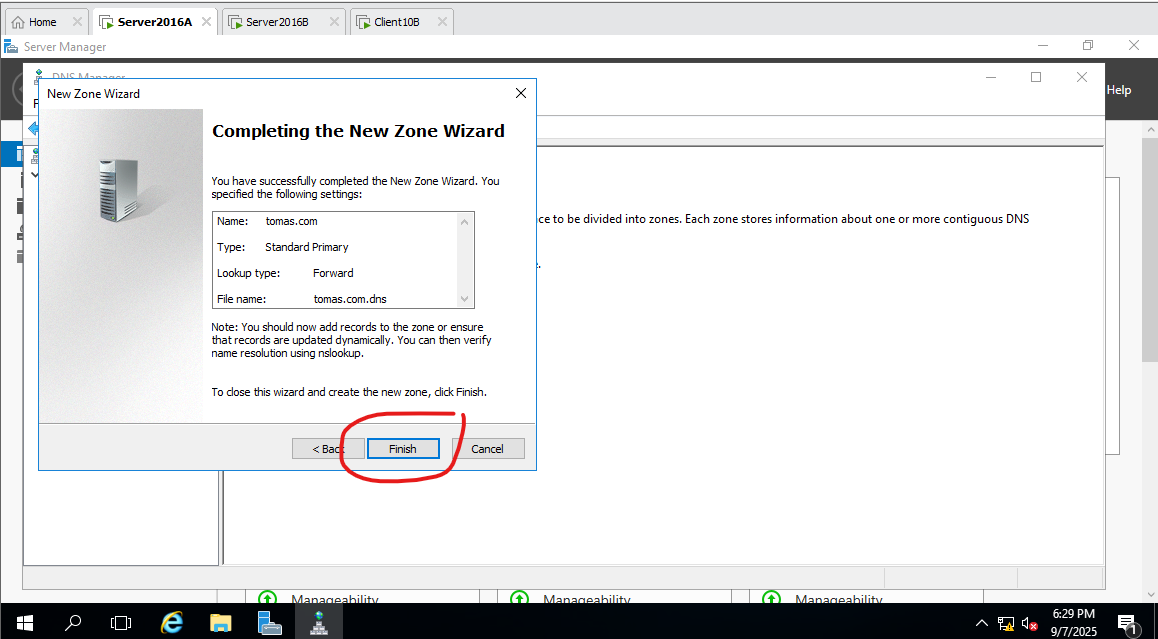 Home
Server2016A
Server2016B
Client10B
Server Manager
DNS Manager
Help
New Zone Wizard
Completing the New Zone Wizard
You have successfully completed the New Zone Wizard. You
specified the following settings:
Name: tomas.com
Type: Standard Primary
Lookup type: Forward
File name: tomas.com.dns
ce to be divided into zones. Each zone stores information about one or more contiguous DNS
Note: You should now add records to the zone or ensure
that records are updated dynamically. You can then verify
name resolution using nslookup.
To close this wizard and create the new zone, click Finish.
< Back
Finish
Cancel
Manageability
Manageability
Manageability
6:29 PM
9/7/2025
1